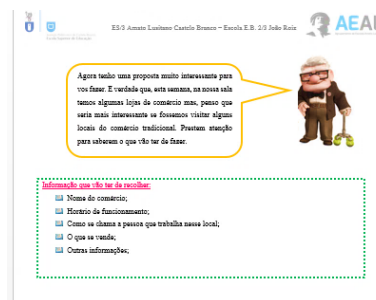 ES/3 Amato Lusitano Castelo Branco – Escola E.B. 2/3 João Roiz
AEA
Agora tenho uma proposta muito interessante para
vos fazer. E verdade que, esta semana, na nossa sala
temos algumas lojas de comércio mas, penso que
seria mais interessante se fossemos visitar alguns
locais do comércio tradicional. Prestem atenção
para saberem o que vão ter de fazer.
Informação que vão ter de recolher:
Nome do comércio;
Horário de funcionamento;
Como se chama a pessoa que trabalha nesse local;
O que se vende;
Outras informações;